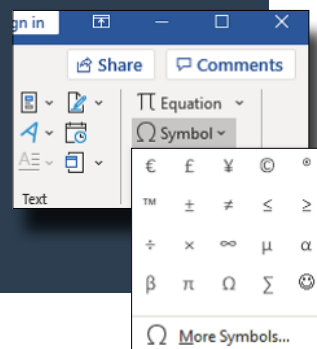 gn in
Share Comments
Equation
Symbol
€ £ ¥ © ®
™ ± ≠ ≤ ≥
÷ × ∞ µ α
β π Ω ∑ ☺
Text
More Symbols...